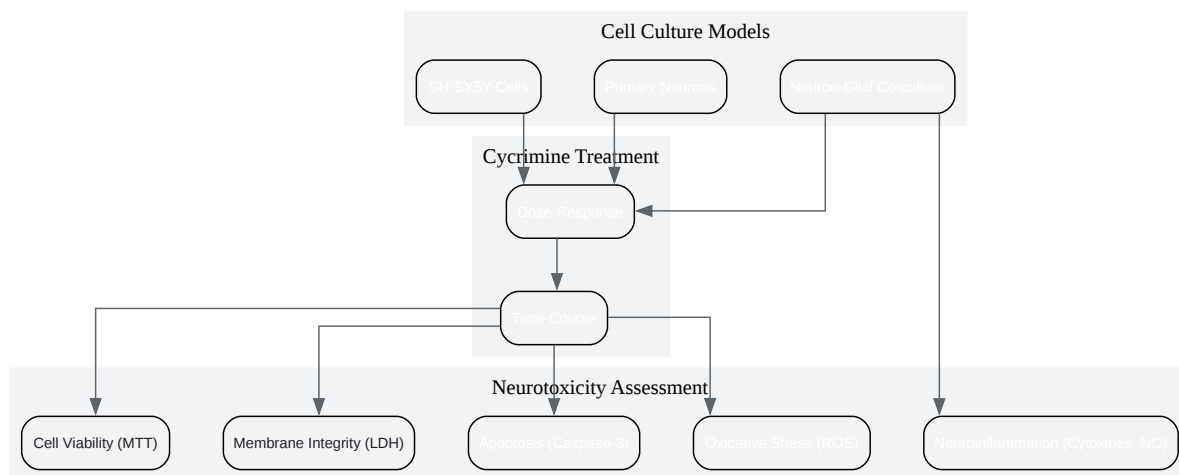 Cell Culture Models
SH-SY5Y Cells
Primary Neurons
Neuron-Glial Co-culture
Cycrimine Treatment
Dose-Response
Time-Course
Neurotoxicity Assessment
Cell Viability (MTT)
Membrane Integrity (LDH)
Apoptosis (Caspase-3)
Oxidative Stress (ROS)
Neuroinflammation (Cytokines, NO)